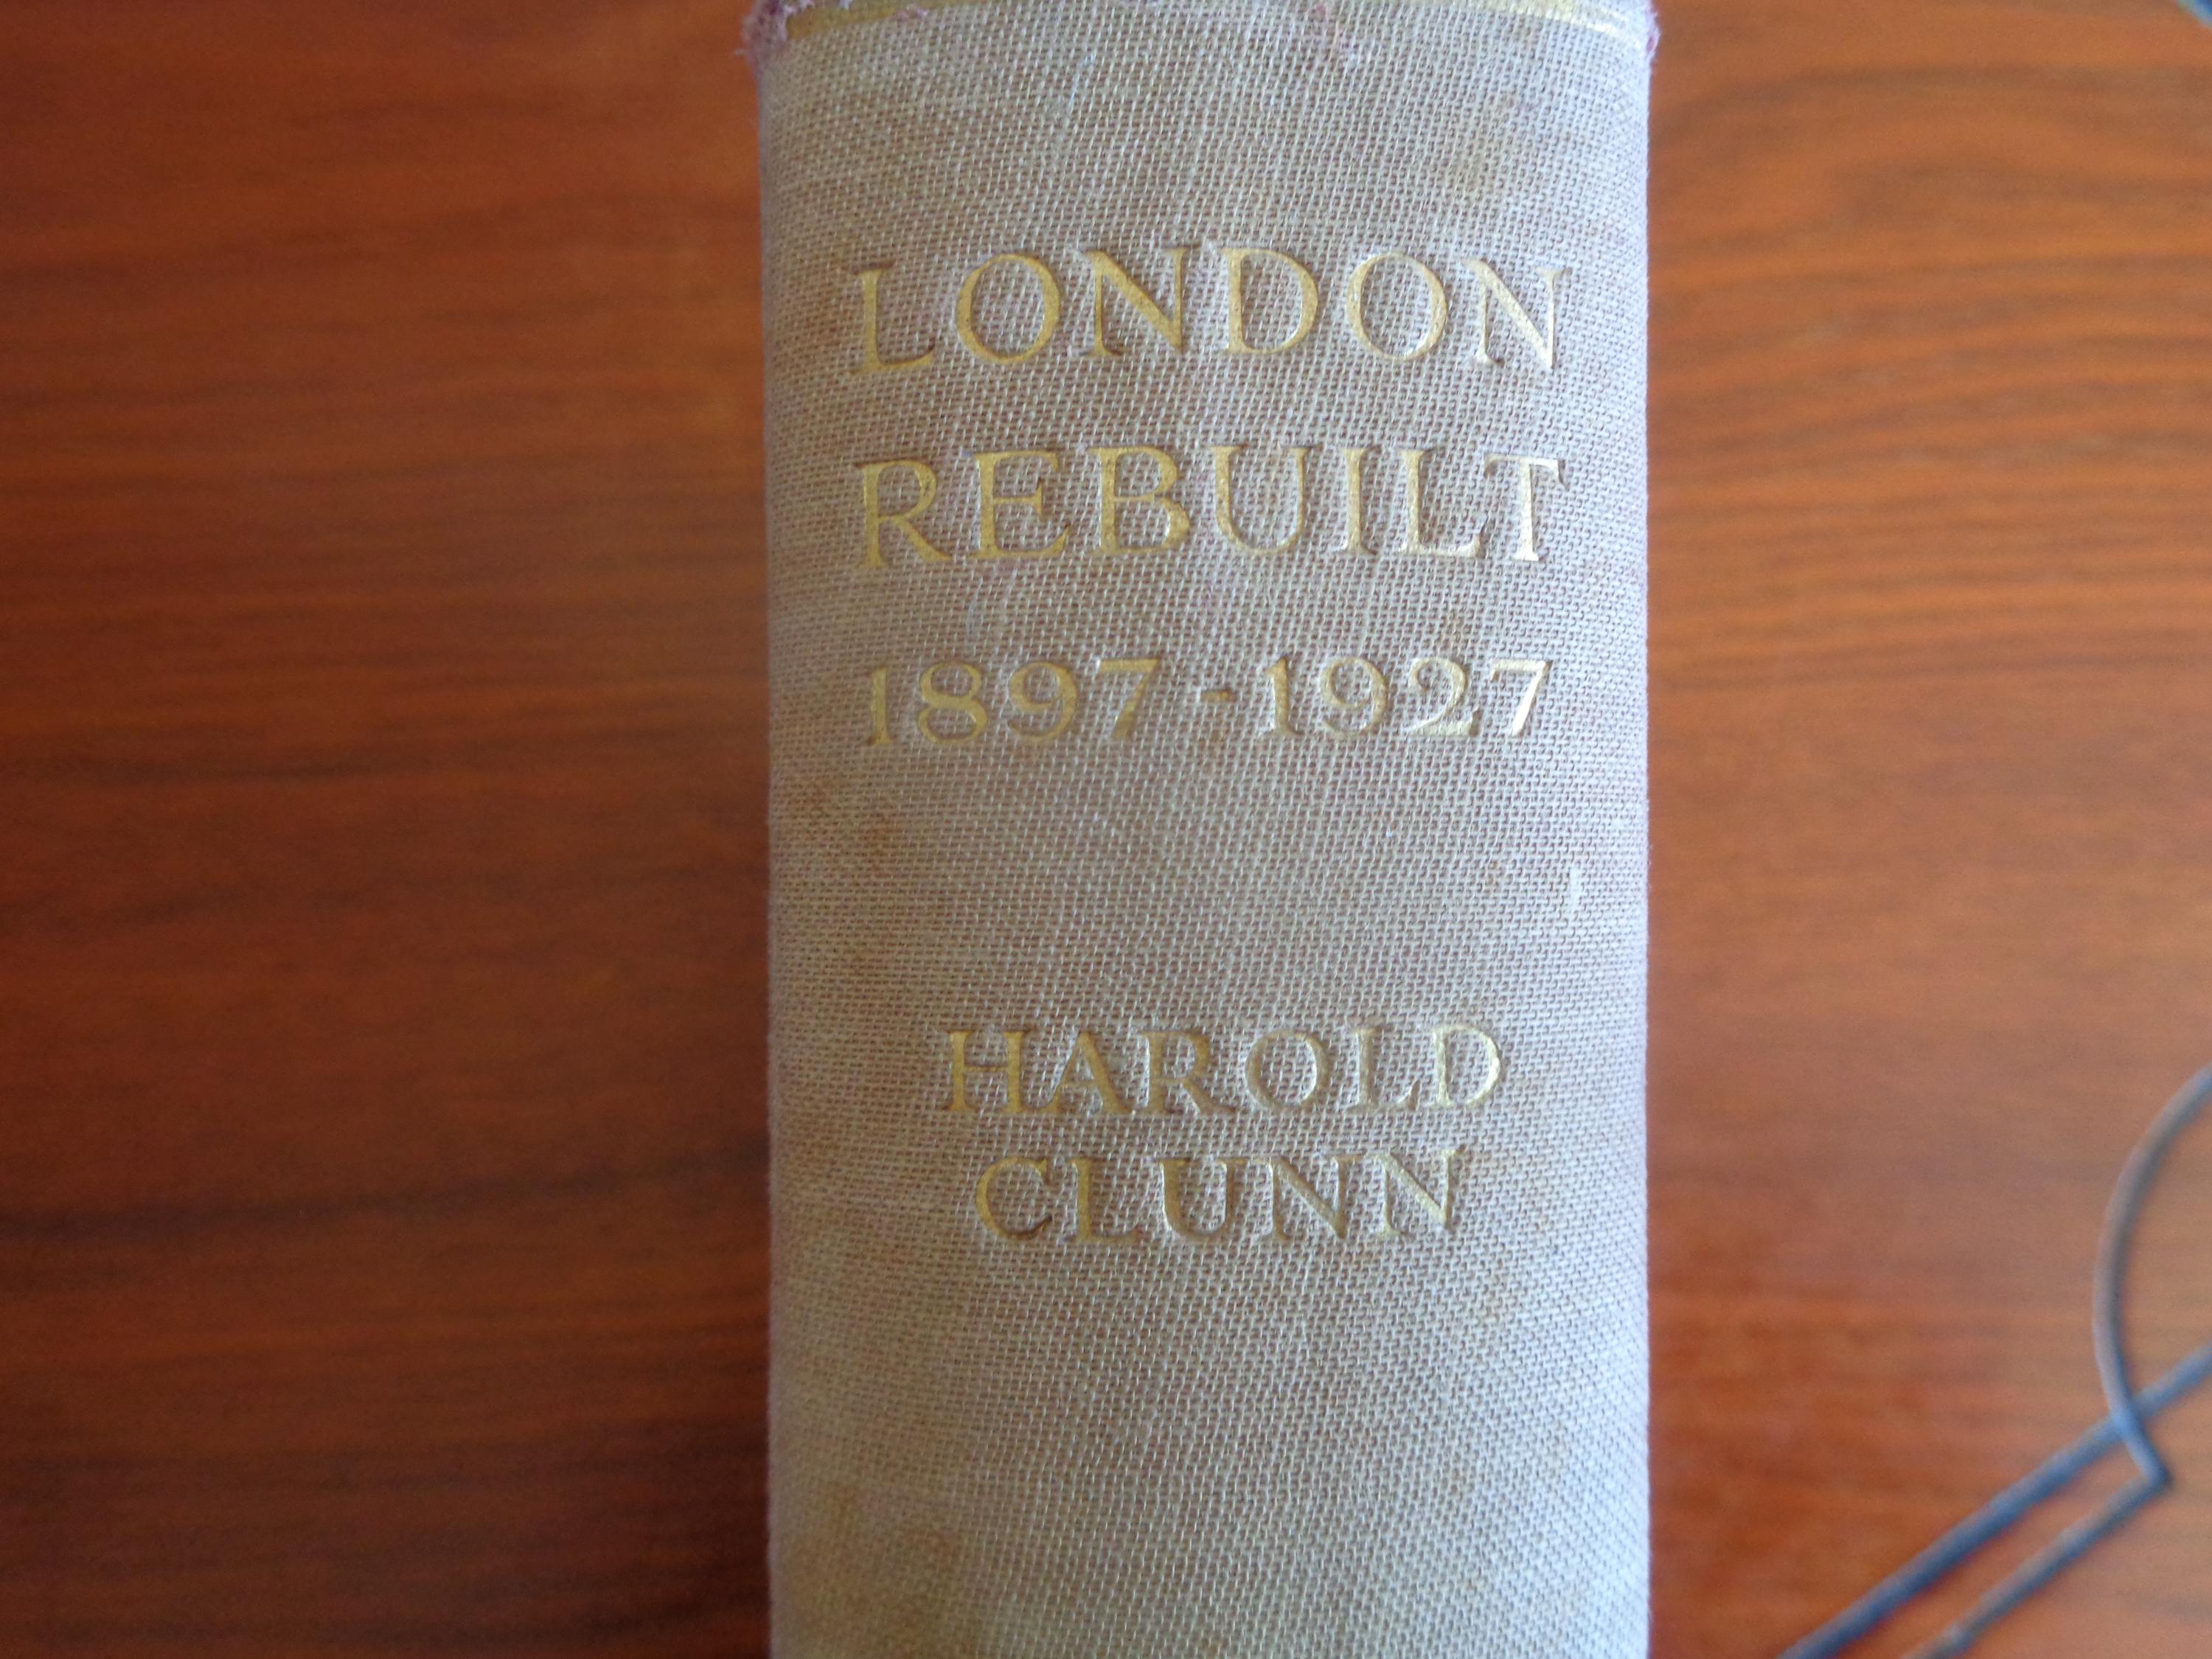 LONDON
REBUILT
1897-1927
HAROLD
CLUNN